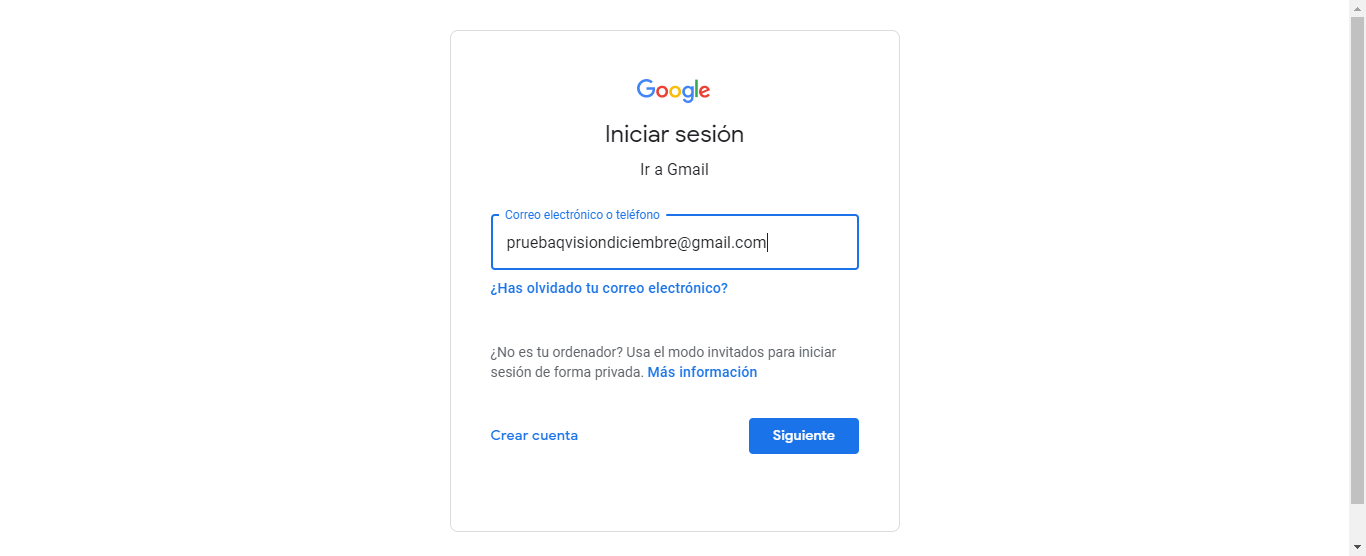 Google
Iniciar sesión
Ir a Gmail
Correo electrónico o teléfono
pruebaqvisiondiciembre@gmail.com
¿Has olvidado tu correo electrónico?
¿No es tu ordenador? Usa el modo invitados para iniciar
sesión de forma privada. Más información
Crear cuenta
Siguiente